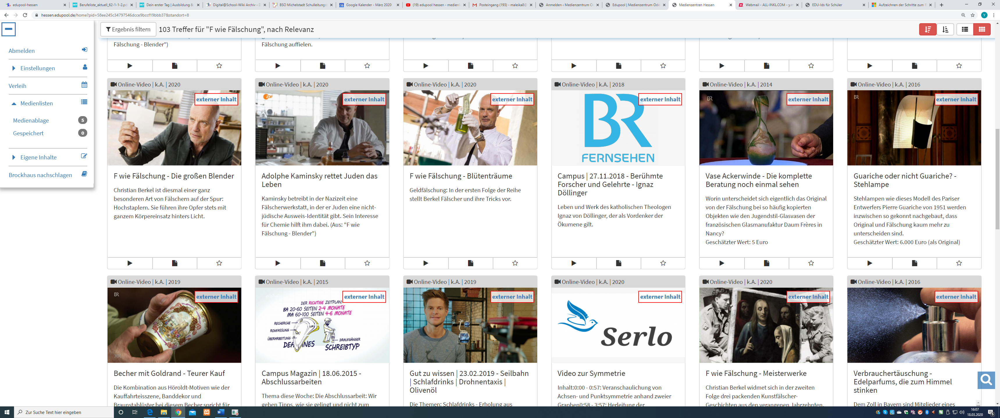 edupool-hessen
Berufeliste_aktuell_62-1-1-2.pdf
Dein erster Tag | Ausbildung &
Digital@School-Wiki Archiv - D
BSO Michelstadt Schulleitungs
Google Kalender - März 2020
(19) edupool hessen - medienl
Posteingang (193) - maleika8@
Anmelden ‹ Medienzentrum O
Edupool | Medienzentrum Ode
Medienzentren Hessen
Webmail - ALL-INKL.COM - y.m
EDU-Ids für Schüler
Aufzeichnen der Schritte zum F
hessen.edupool.de/home?pid=58ee245c34797546dcce9bccf19bbb37&standort=8
Y
Ergebnis filtern
103 Treffer für "F wie Fälschung", nach Relevanz
Abmelden
Einstellungen
Verleih
Medienlisten
Medienablage 5
Gespeichert 0
Eigene Inhalte
Brockhaus nachschlagen
Fälschung - Blender")
Fälschung auffielen.
Online-Video | k.A. | 2020
externer Inhalt
F wie Fälschung - Die großen Blender
Christian Berkel ist diesmal einer ganz
besonderen Art von Fälschern auf der Spur:
Hochstaplern. Sie führen ihre Opfer stets mit
ganzem Körpereinsatz hinters Licht.
Online-Video | k.A. | 2020
ZDF
externer Inhalt
Adolphe Kaminsky rettet Juden das
Leben
Kaminsky betreibt in der Nazizeit eine
Fälscherwerkstatt, in der er Juden eine nicht-
jüdische Ausweis-Identität gibt. Sein Interesse
für Chemie hilft ihm dabei. (Aus: "F wie
Fälschung - Blender")
Online-Video | k.A. | 2020
externer Inhalt
F wie Fälschung - Blütenträume
Geldfälschung: In der ersten Folge der Reihe
stellt Berkel Fälscher und ihre Tricks vor.
Online-Video | k.A. | 2018
externer Inhalt
BR
FERNSEHEN
Campus | 27.11.2018 - Berühmte
Forscher und Gelehrte - Ignaz
Döllinger
Leben und Werk des katholischen Theologen
Ignaz von Döllinger, der als Vordenker der
Ökumene gilt.
Online-Video | k.A. | 2014
BR
externer Inhalt
Vase Ackerwinde - Die komplette
Beratung noch einmal sehen
Worin unterscheidet sich eigentlich das Original
von der Fälschung bei so häufig kopierten
Objekten wie den Jugendstil-Glasvasen der
französischen Glasmanufaktur Daum Frères in
Nancy?
Geschätzter Wert: 5 Euro
Online-Video | k.A. | 2016
BR
externer Inhalt
Guariche oder nicht Guariche? -
Stehlampe
Stehlampen wie dieses Modell des Pariser
Entwerfers Pierre Guariche von 1951 werden
inzwischen so gekonnt nachgebaut, dass
Original und Fälschung kaum mehr zu
unterscheiden sind.
Geschätzter Wert: 6.000 Euro (als Original)
Online-Video | k.A. | 2019
BR
externer Inhalt
Becher mit Goldrand - Teurer Kauf
Die Kombination aus Höroldt-Motiven wie der
Kauffahrteisszene, Banddekor und
Braunstablüster bei diesem Becher spricht für
Online-Video | k.A. | 2015
externer Inhalt
DER RICHTIGE ZEITPLAN:
BA 20-60 SEITEN 2-4 MONATE
MA 60-100 SEITEN 4-6 MONATE
RECHERCHE
ROHFASSUNG
ÜBERARBEITUNG
DRAUFGÄNGER
SCHREIBTYP
Campus Magazin | 18.06.2015 -
Abschlussarbeiten
Thema diese Woche: Die Abschlussarbeit: Wir
geben Tipps, wie sie gelingt und nicht zum
Online-Video | k.A. | 2019
externer Inhalt
Gut zu wissen | 23.02.2019 - Seilbahn
| Schlafdrinks | Drohnentaxis |
Olivenöl
Die Themen: Schlafdrinks - Erholung aus
Online-Video | k.A. | 2020
externer Inhalt
Serlo
Video zur Symmetrie
Inhalt:0:00 - 0:57: Veranschaulichung von
Achsen- und Punktsymmetrie anhand zweier
Graphen0:58 - 3:57: Herleitung der
Online-Video | k.A. | 2020
externer Inhalt
F wie Fälschung - Meisterwerke
Christian Berkel widmet sich in der zweiten
Folge drei packenden Kunstfälscher-
Geschichten aus den vergangenen Jahrzehnten.
Online-Video | k.A. | 2016
externer Inhalt
Verbrauchertäuschung -
Edelparfums, die zum Himmel
stinken
Dem Zoll in Bayern sind Mitglieder eines
Zur Suche Text hier eingeben
16:07
18.03.2020